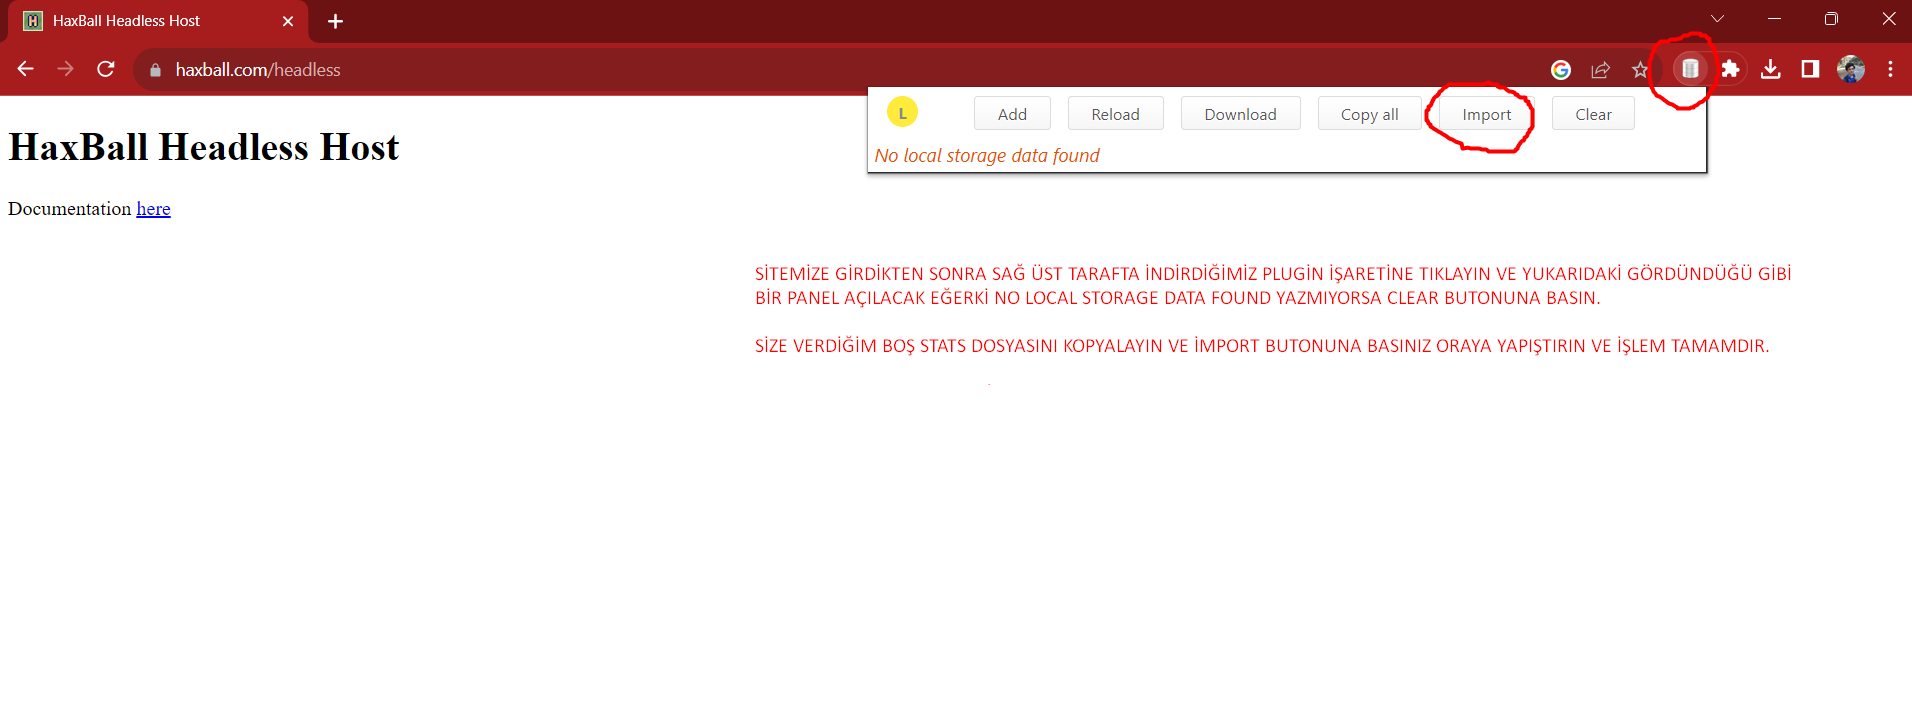 HaxBall Headless Host
haxball.com/headless
L Add Reload Download Copy all Import Clear
No local storage data found
HaxBall Headless Host
Documentation here
SİTEMİZE GİRDİKTEN SONRA SAĞ ÜST TARAFTA İNDİRDİĞİMİZ PLUGİN İŞARETİNE TIKLAYIN VE YUKARIDAKİ GÖRDÜNDÜĞÜ GİBİ
BİR PANEL AÇILACAK EĞERKİ NO LOCAL STORAGE DATA FOUND YAZMIYORSA CLEAR BUTONUNA BASIN.
SİZE VERDİĞİM BOŞ STATS DOSYASINI KOPYALAYIN VE İMPORT BUTONUNA BASINIZ ORAYA YAPIŞTIRIN VE İŞLEM TAMAMDIR.